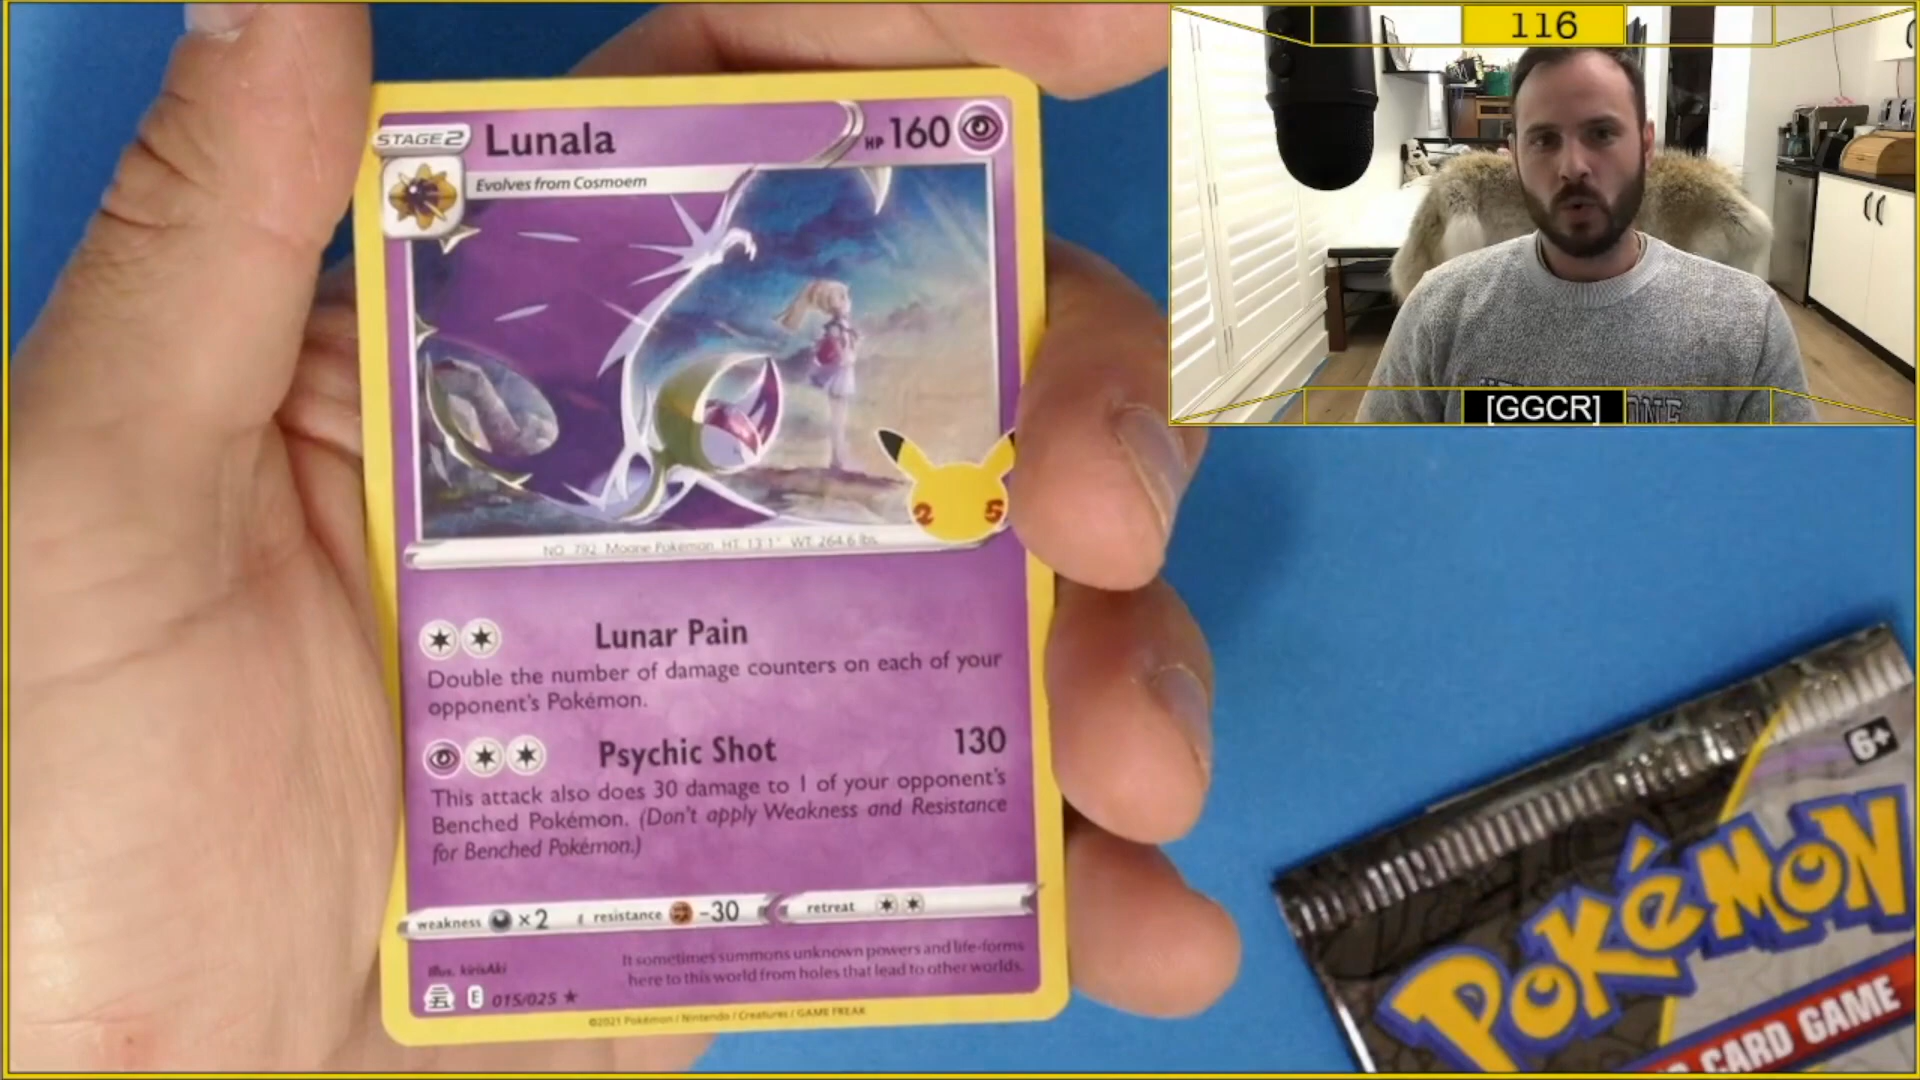 116
[GGCR]
ONE
STAGE 2
Lunala
HP 160
Evolves from Cosmoem
25
NO. 792 Moone Pokémon HT: 13'1" WT: 264.6 lbs.
Lunar Pain
Double the number of damage counters on each of your
opponent's Pokémon.
Psychic Shot 130
This attack also does 30 damage to 1 of your opponent's
Benched Pokémon. (Don't apply Weakness and Resistance
for Benched Pokémon.)
weakness ×2 resistance -30 retreat
It sometimes summons unknown powers and life-forms
here to this world from holes that lead to other worlds.
Illus. kirisAki
E 015/025 ★
©2021 Pokémon / Nintendo / Creatures / GAME FREAK
6+
POKéMON
CARD GAME